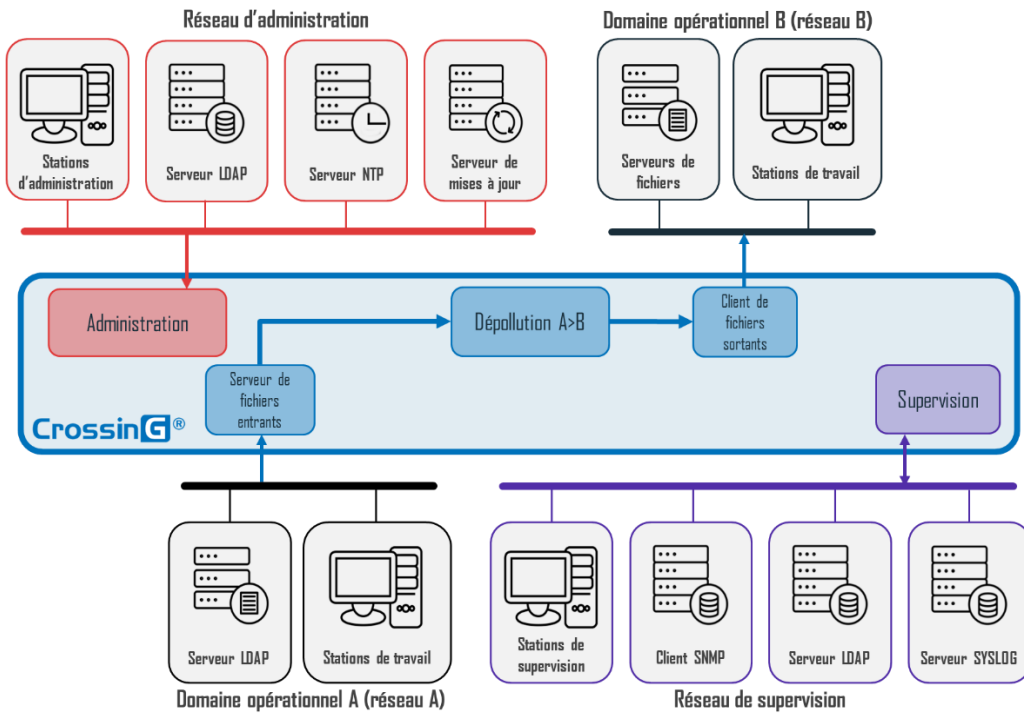 Réseau d'administration
Domaine opérationnel B (réseau B)
Stations
d'administration
Serveur LDAP
Serveur NTP
Serveur de
mises à jour
Serveurs de
fichiers
Stations de travail
Administration
Dépollution A>B
Client de
fichiers
sortants
Serveur de
fichiers
entrants
Supervision
CrossinG®
Serveur LDAP
Stations de travail
Stations de
supervision
Client SNMP
Serveur LDAP
Serveur SYSLOG
Domaine opérationnel A (réseau A)
Réseau de supervision